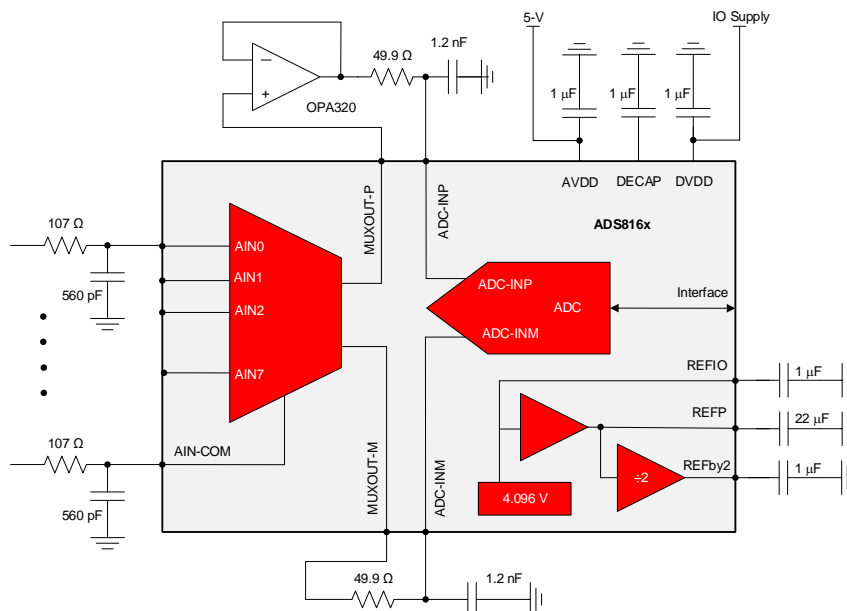 5-V
IO Supply
1.2 nF
49.9 Ω
OPA320
1 µF
1 µF
1 µF
AVDD
DECAP
DVDD
MUXOUT-P
ADC-INP
ADS816x
107 Ω
560 pF
AIN0
AIN1
AIN2
AIN7
ADC-INP
ADC
ADC-INM
Interface
REFIO
1 µF
REFP
22 µF
REFby2
1 µF
4.096 V
÷2
107 Ω
560 pF
AIN-COM
MUXOUT-M
ADC-INM
49.9 Ω
1.2 nF